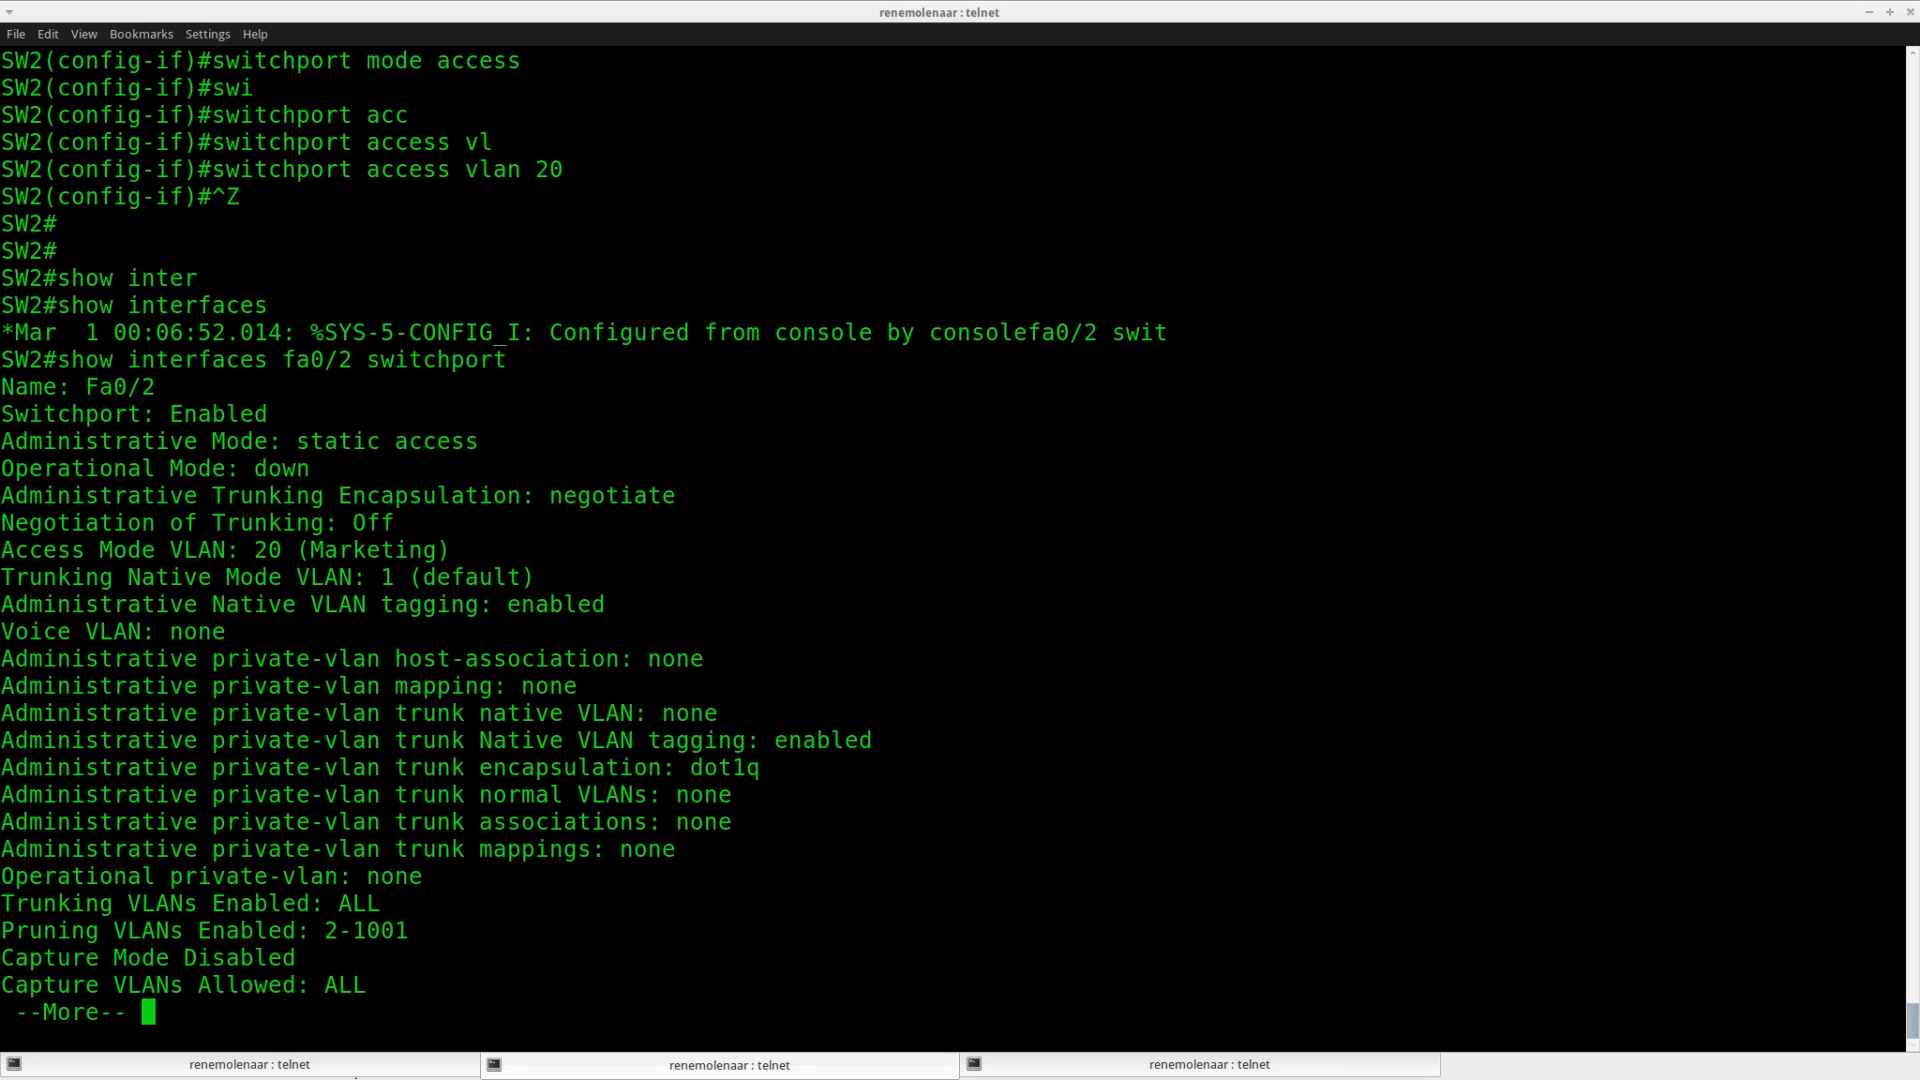 renemolenaar : telnet
File Edit View Bookmarks Settings Help
SW2(config-if)#switchport mode access
SW2(config-if)#swi
SW2(config-if)#switchport acc
SW2(config-if)#switchport access vl
SW2(config-if)#switchport access vlan 20
SW2(config-if)#^Z
SW2#
SW2#
SW2#show inter
SW2#show interfaces
*Mar  1 00:06:52.014: %SYS-5-CONFIG_I: Configured from console by consolefa0/2 swit
SW2#show interfaces fa0/2 switchport
Name: Fa0/2
Switchport: Enabled
Administrative Mode: static access
Operational Mode: down
Administrative Trunking Encapsulation: negotiate
Negotiation of Trunking: Off
Access Mode VLAN: 20 (Marketing)
Trunking Native Mode VLAN: 1 (default)
Administrative Native VLAN tagging: enabled
Voice VLAN: none
Administrative private-vlan host-association: none
Administrative private-vlan mapping: none
Administrative private-vlan trunk native VLAN: none
Administrative private-vlan trunk Native VLAN tagging: enabled
Administrative private-vlan trunk encapsulation: dot1q
Administrative private-vlan trunk normal VLANs: none
Administrative private-vlan trunk associations: none
Administrative private-vlan trunk mappings: none
Operational private-vlan: none
Trunking VLANs Enabled: ALL
Pruning VLANs Enabled: 2-1001
Capture Mode Disabled
Capture VLANs Allowed: ALL
 --More--
renemolenaar : telnet renemolenaar : telnet renemolenaar : telnet